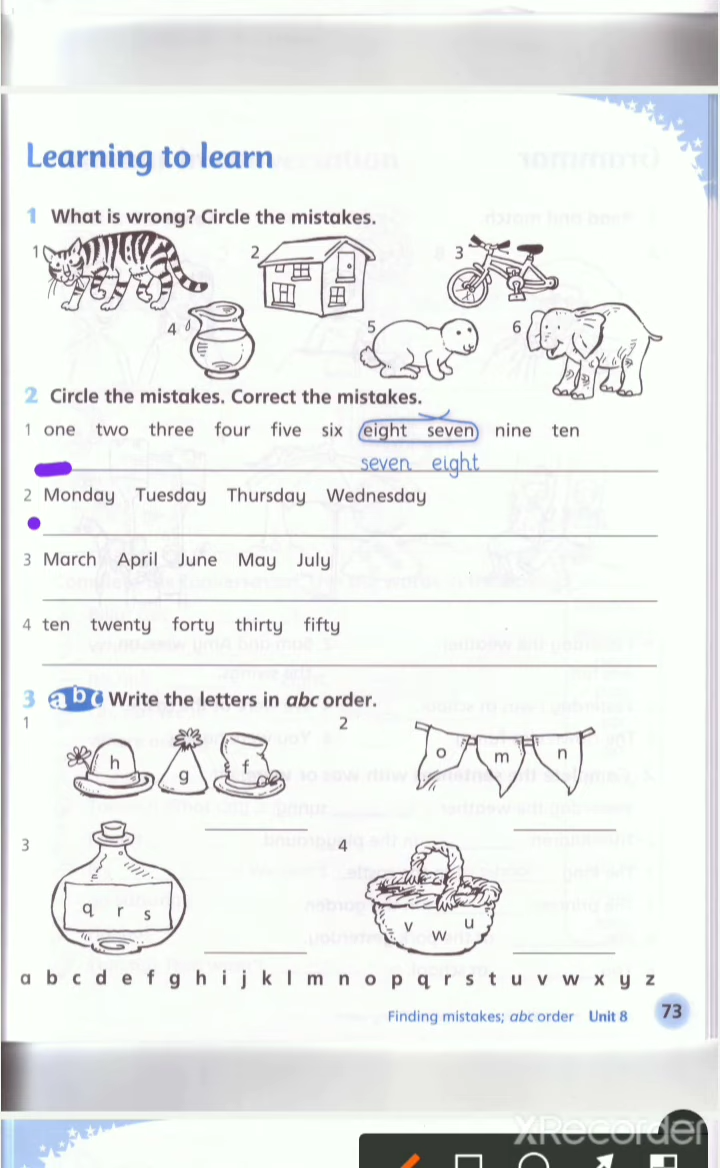 Learning to learn
1 What is wrong? Circle the mistakes.
1
2
3
4
5
6
2 Circle the mistakes. Correct the mistakes.
1 one two three four five six eight seven nine ten
seven eight
2 Monday Tuesday Thursday Wednesday
3 March April June May July
4 ten twenty forty thirty fifty
3 abc Write the letters in abc order.
1
h g f
2
o m n
3
q r s
4
v w u
a b c d e f g h i j k l m n o p q r s t u v w x y z
Finding mistakes; abc order Unit 8 73
XRecorder